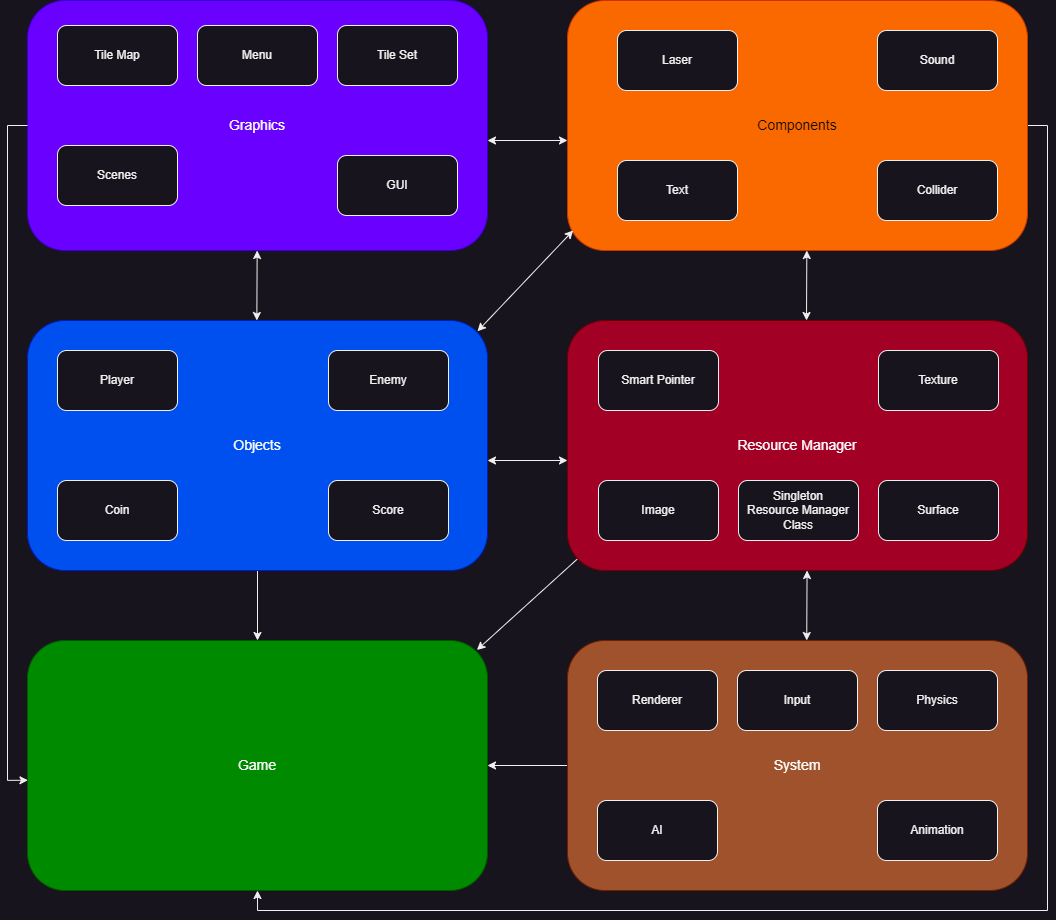 Tile Map
Menu
Tile Set
Graphics
Scenes
GUI
Laser
Sound
Components
Text
Collider
Player
Enemy
Objects
Coin
Score
Smart Pointer
Texture
Resource Manager
Image
Singleton
Resource Manager
Class
Surface
Game
Renderer
Input
Physics
System
AI
Animation